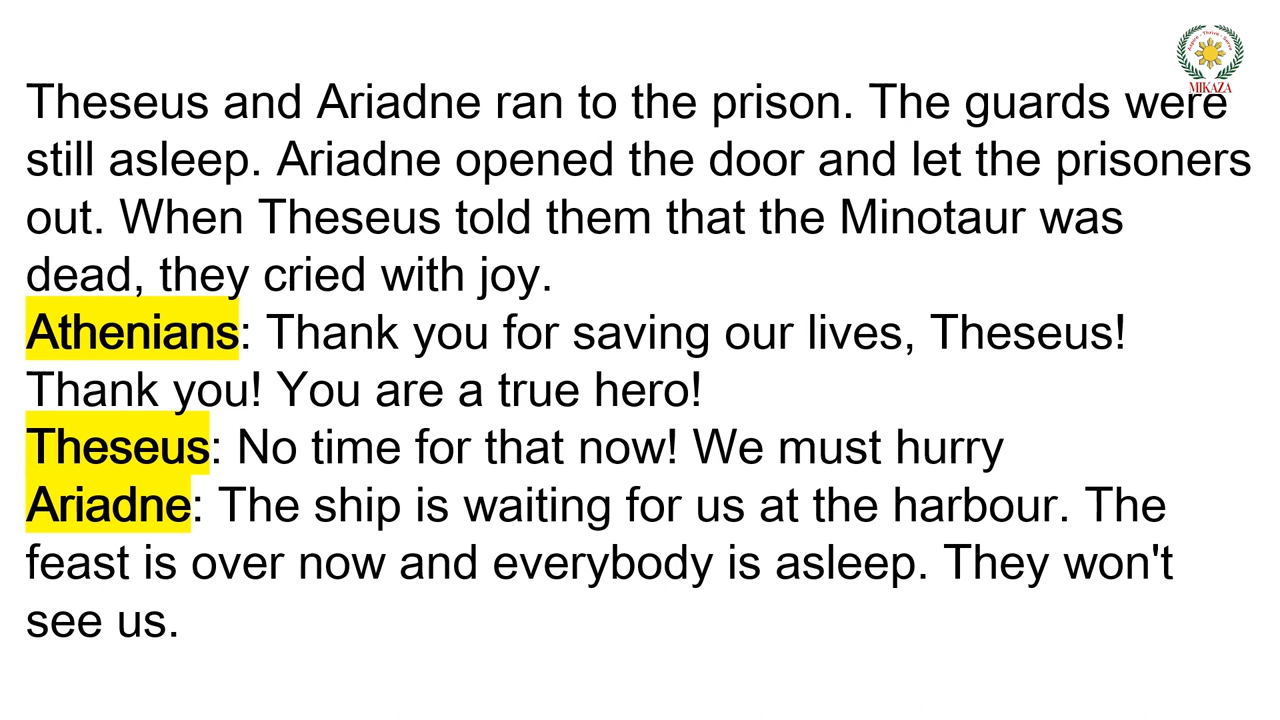 Aspire · Thrive · Serve
MIKAZA
Theseus and Ariadne ran to the prison. The guards were
still asleep. Ariadne opened the door and let the prisoners
out. When Theseus told them that the Minotaur was
dead, they cried with joy.
Athenians: Thank you for saving our lives, Theseus!
Thank you! You are a true hero!
Theseus: No time for that now! We must hurry
Ariadne: The ship is waiting for us at the harbour. The
feast is over now and everybody is asleep. They won't
see us.